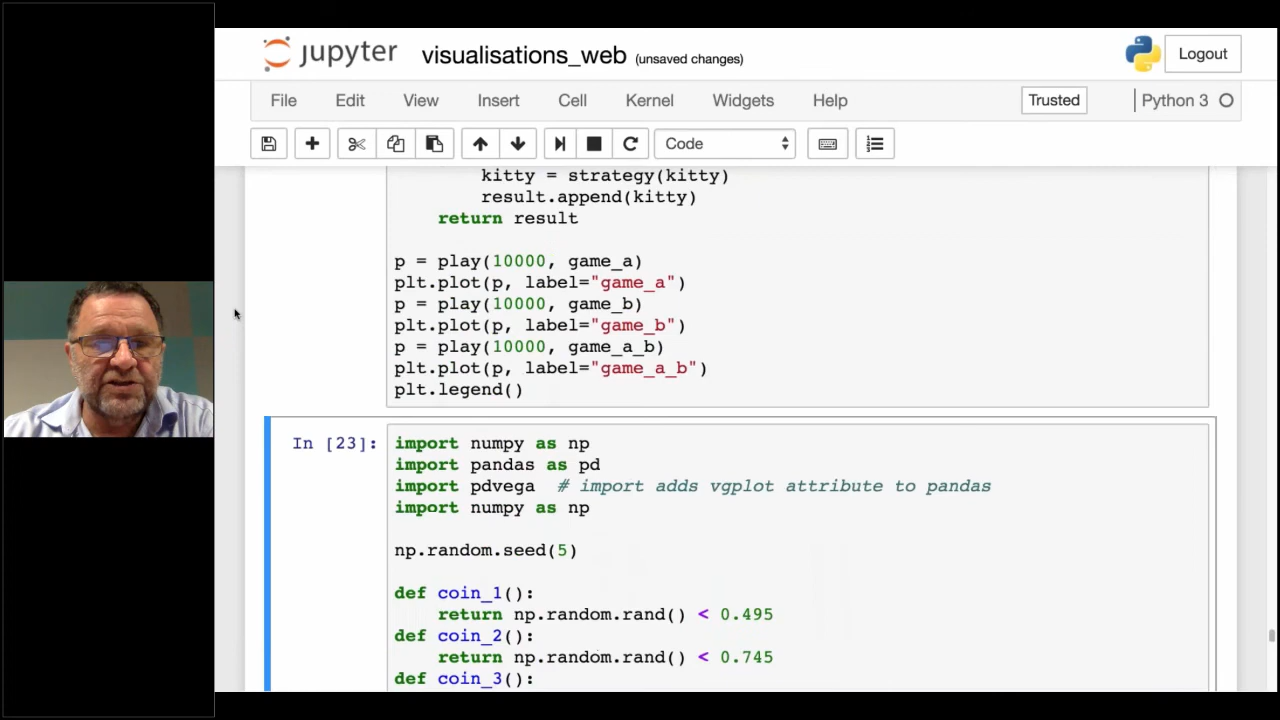 jupyter visualisations_web (unsaved changes) Logout
File Edit View Insert Cell Kernel Widgets Help Trusted Python 3
Code
kitty = strategy(kitty)
result.append(kitty)
return result
p = play(10000, game_a)
plt.plot(p, label="game_a")
p = play(10000, game_b)
plt.plot(p, label="game_b")
p = play(10000, game_a_b)
plt.plot(p, label="game_a_b")
plt.legend()
In [23]: import numpy as np
import pandas as pd
import pdvega # import adds vgplot attribute to pandas
import numpy as np
np.random.seed(5)
def coin_1():
return np.random.rand() < 0.495
def coin_2():
return np.random.rand() < 0.745
def coin_3():